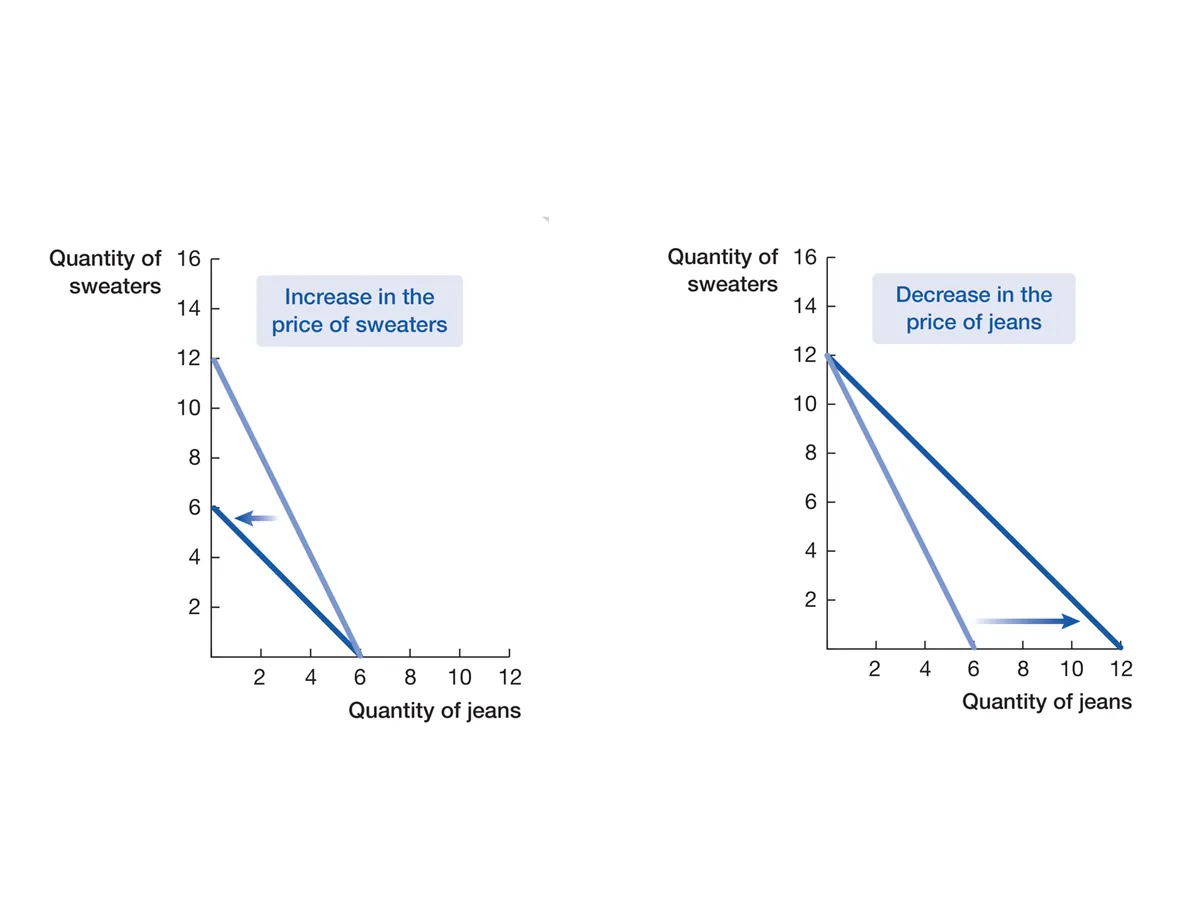 Quantity of
sweaters
16
14
12
10
8
6
4
2
Increase in the
price of sweaters
2 4 6 8 10 12
Quantity of jeans
Quantity of
sweaters
16
14
12
10
8
6
4
2
Decrease in the
price of jeans
2 4 6 8 10 12
Quantity of jeans